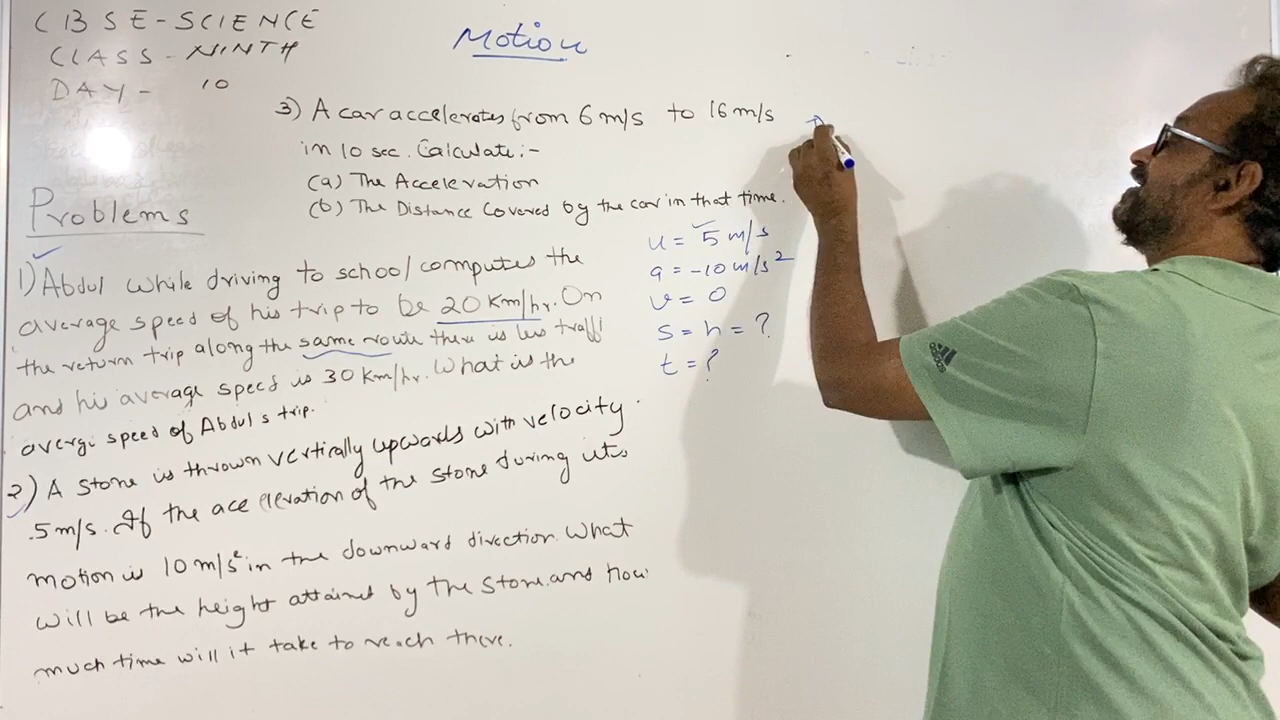 CBSE-SCIENCE
CLASS-NINTH
DAY- 10
Motion
3) A car accelerates from 6 m/s to 16 m/s
in 10 sec. Calculate:-
(a) The Acceleration
(b) The Distance Covered by the car in that time.
Problems
1) Abdul while driving to school computes the
average speed of his trip to be 20 Km/hr. On
the return trip along the same route there is less traffi
and his average speed is 30 Km/hr. What is the
averge speed of Abdul s trip.
2) A stone is thrown vertically upwards with velocity
5 m/s. If the acceleration of the stone during its
motion is 10 m/s² in the downward direction. What
will be the height attained by the stone. and how
much time will it take to reach there.
u = 5 m/s
a = -10 m/s²
v = 0
s = h = ?
t = ?
adidas